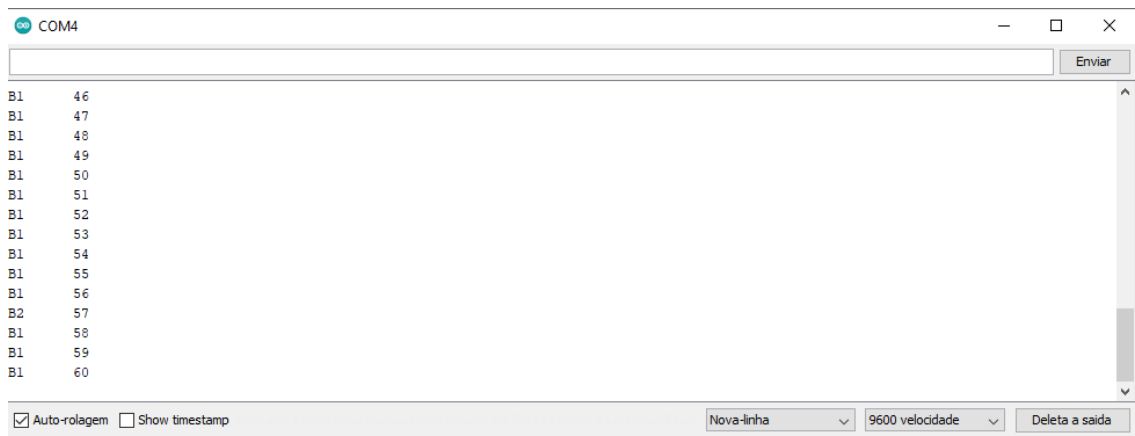 COM4
Enviar
B1 46
B1 47
B1 48
B1 49
B1 50
B1 51
B1 52
B1 53
B1 54
B1 55
B1 56
B2 57
B1 58
B1 59
B1 60
Auto-rolagem Show timestamp Nova-linha 9600 velocidade Deleta a saida